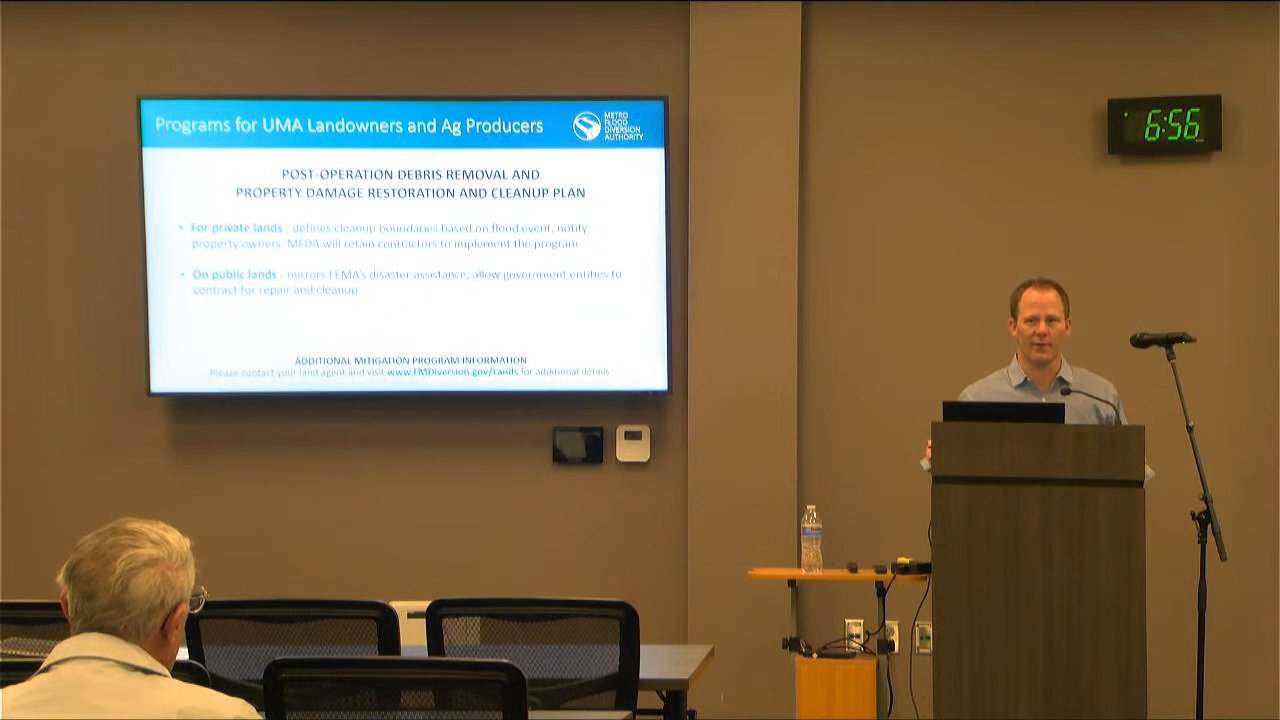 Programs for UMA Landowners and Ag Producers
METRO
FLOOD
DIVERSION
AUTHORITY
POST-OPERATION DEBRIS REMOVAL AND
PROPERTY DAMAGE RESTORATION AND CLEANUP PLAN
• For private lands - defines cleanup boundaries based on flood event, notify
property owners. MFDA will retain contractors to implement the program
• On public lands - mirrors FEMA's disaster assistance, allow government entities to
contract for repair and cleanup
ADDITIONAL MITIGATION PROGRAM INFORMATION
Please contact your land agent and visit www.FMDiversion.gov/Lands for additional details
6:56